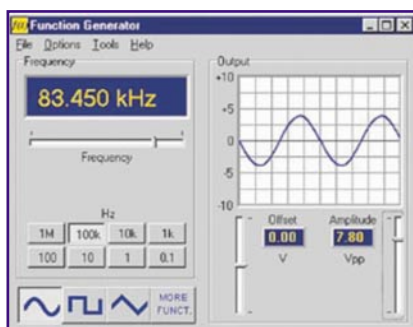 f(t) Function Generator
File Options Tools Help
Frequency
83.450 kHz
Frequency
Hz
1M 100k 10k 1k
100 10 1 0.1
MORE
FUNCT.
Output
+10
+5
0
-5
-10
Offset Amplitude
0.00 7.80
V Vpp